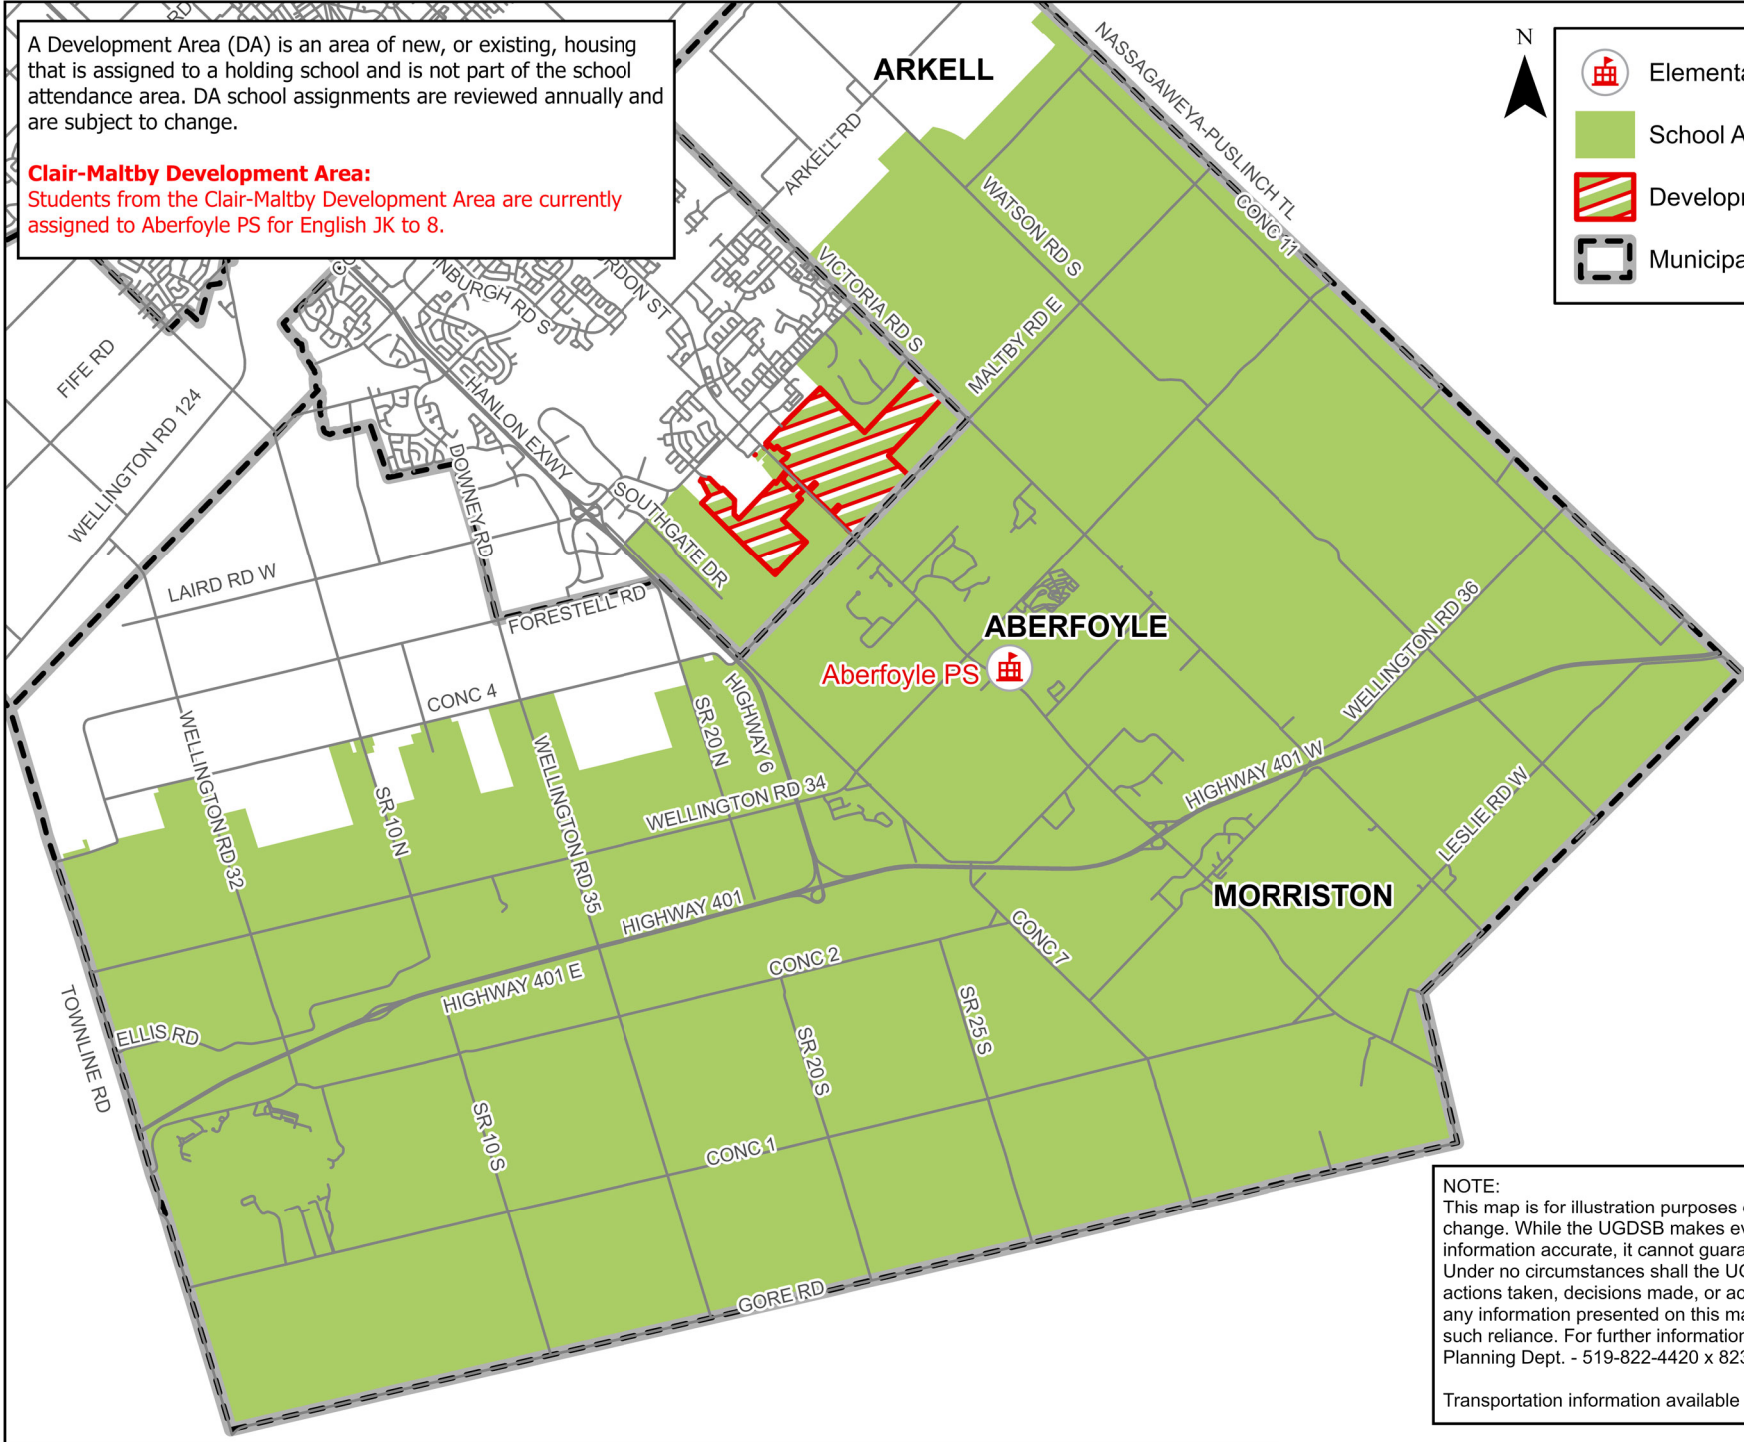 A Development Area (DA) is an area of new, or existing, housing
that is assigned to a holding school and is not part of the school
attendance area. DA school assignments are reviewed annually and
are subject to change.
Clair-Maltby Development Area:
Students from the Clair-Maltby Development Area are currently
assigned to Aberfoyle PS for English JK to 8.
RD
ARKELL
NASSAGAWEYA-PUSLINCH TL
N
School
Municipa
ARKELL RD
WATSON RD S
CONC 11
VICTORIA RD S
MALTBY RD E
FIFE RD
WELLINGTON RD 124
HANLON EXWY
DOWNEY RD
SOUTHGATE DR
LAIRD RD W
FORESTELL RD
ABERFOYLE
Aberfoyle PS
WELLINGTON RD 36
CONC 4
HIGHWAY 6
SR 20 N
WELLINGTON RD 32
SR 10 N
WELLINGTON RD 35
WELLINGTON RD 34
HIGHWAY 401 W
LESLIE RD W
MORRISTON
HIGHWAY 401
CONC 7
CONC 2
HIGHWAY 401 E
SR 25 S
TOWNLINE RD
ELLIS RD
SR 20 S
SR 10 S
CONC 1
GORE RD
NOTE:
This map is for illustration purposes
change. While the UGDSB makes
information accurate, it cannot
Under no circumstances shall the
actions taken, decisions made, or
any information presented on this
such reliance. For further information
Planning Dept. - 519-822-4420 x
Transportation information available